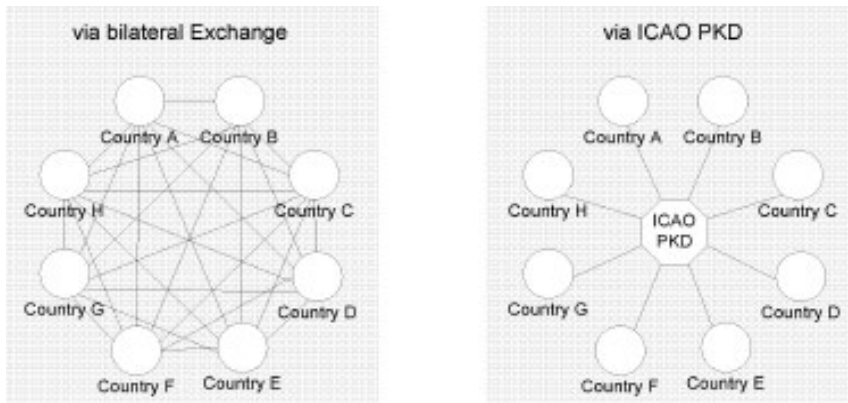 via bilateral Exchange
Country A
Country B
Country H
Country C
Country G
Country D
Country F
Country E
via ICAO PKD
Country A
Country B
Country H
Country C
ICAO
PKD
Country G
Country D
Country F
Country E